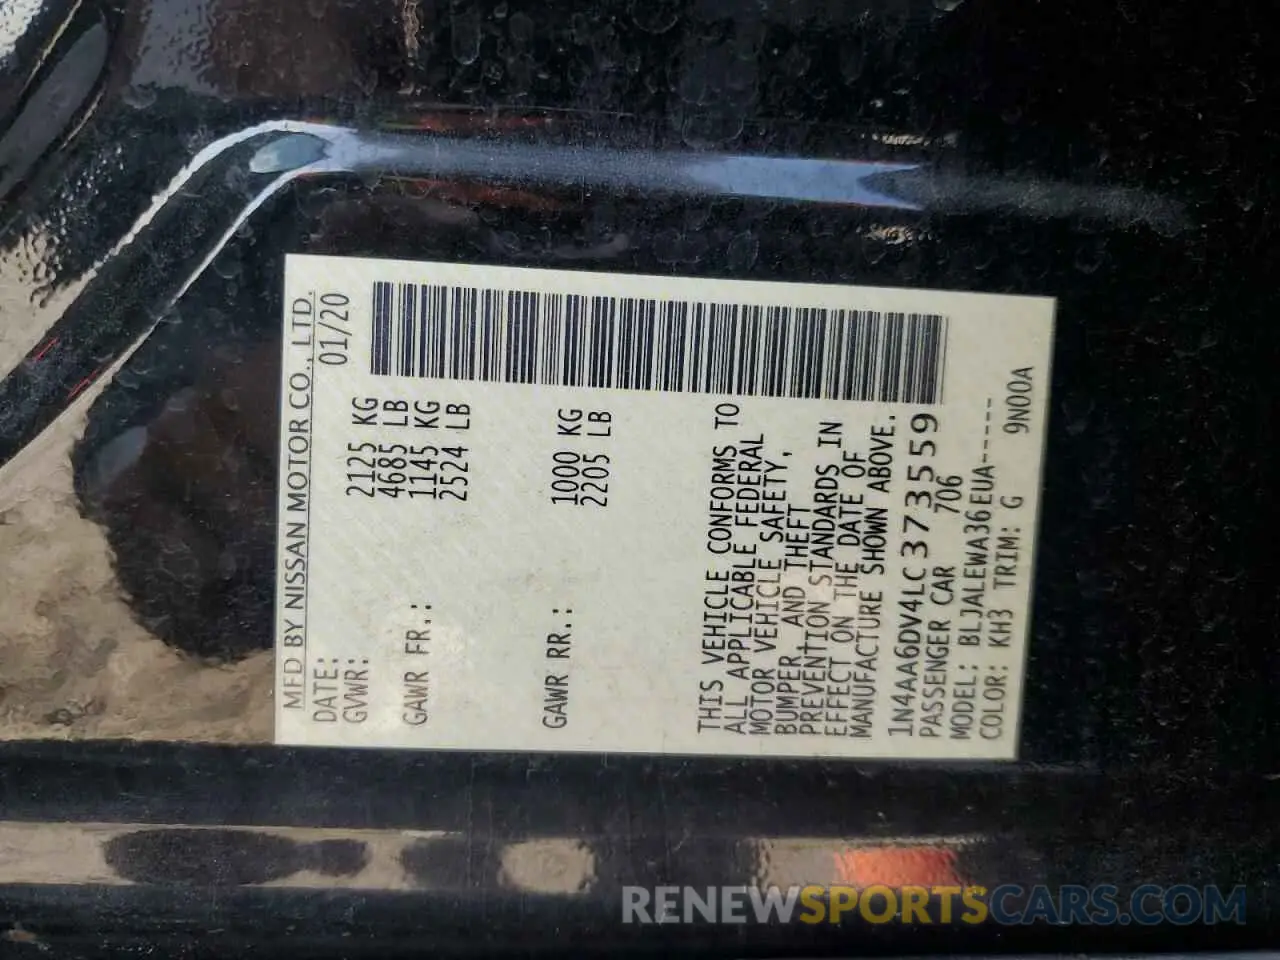 MFD BY NISSAN MOTOR CO., LTD.
DATE: 01/20
GVWR: 2125 KG
4685 LB
GAWR FR.: 1145 KG
2524 LB
GAWR RR.: 1000 KG
2205 LB
THIS VEHICLE CONFORMS TO
ALL APPLICABLE FEDERAL
MOTOR VEHICLE SAFETY,
BUMPER, AND THEFT
PREVENTION STANDARDS IN
EFFECT ON THE DATE OF
MANUFACTURE SHOWN ABOVE.
1N4AA6DV4LC373559
PASSENGER CAR 706
MODEL: BLJALEWA36EUA-----
COLOR: KH3 TRIM: G 9N00A
RENEWSPORTSCARS.COM